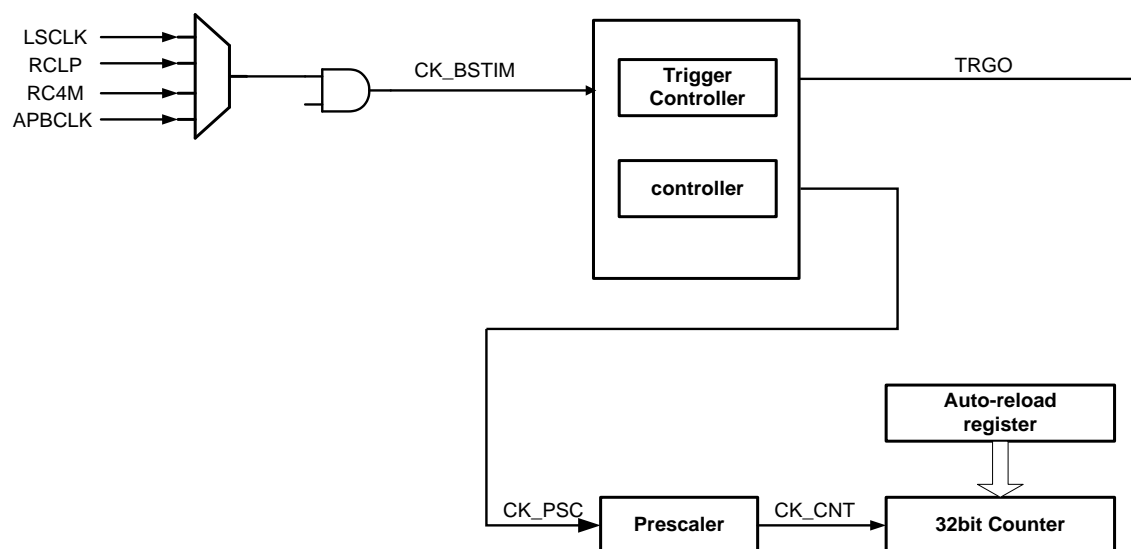 LSCLK
RCLP
RC4M
APBCLK
CK_BSTIM
Trigger
Controller
TRGO
controller
Auto-reload
register
CK_PSC
Prescaler
CK_CNT
32bit Counter